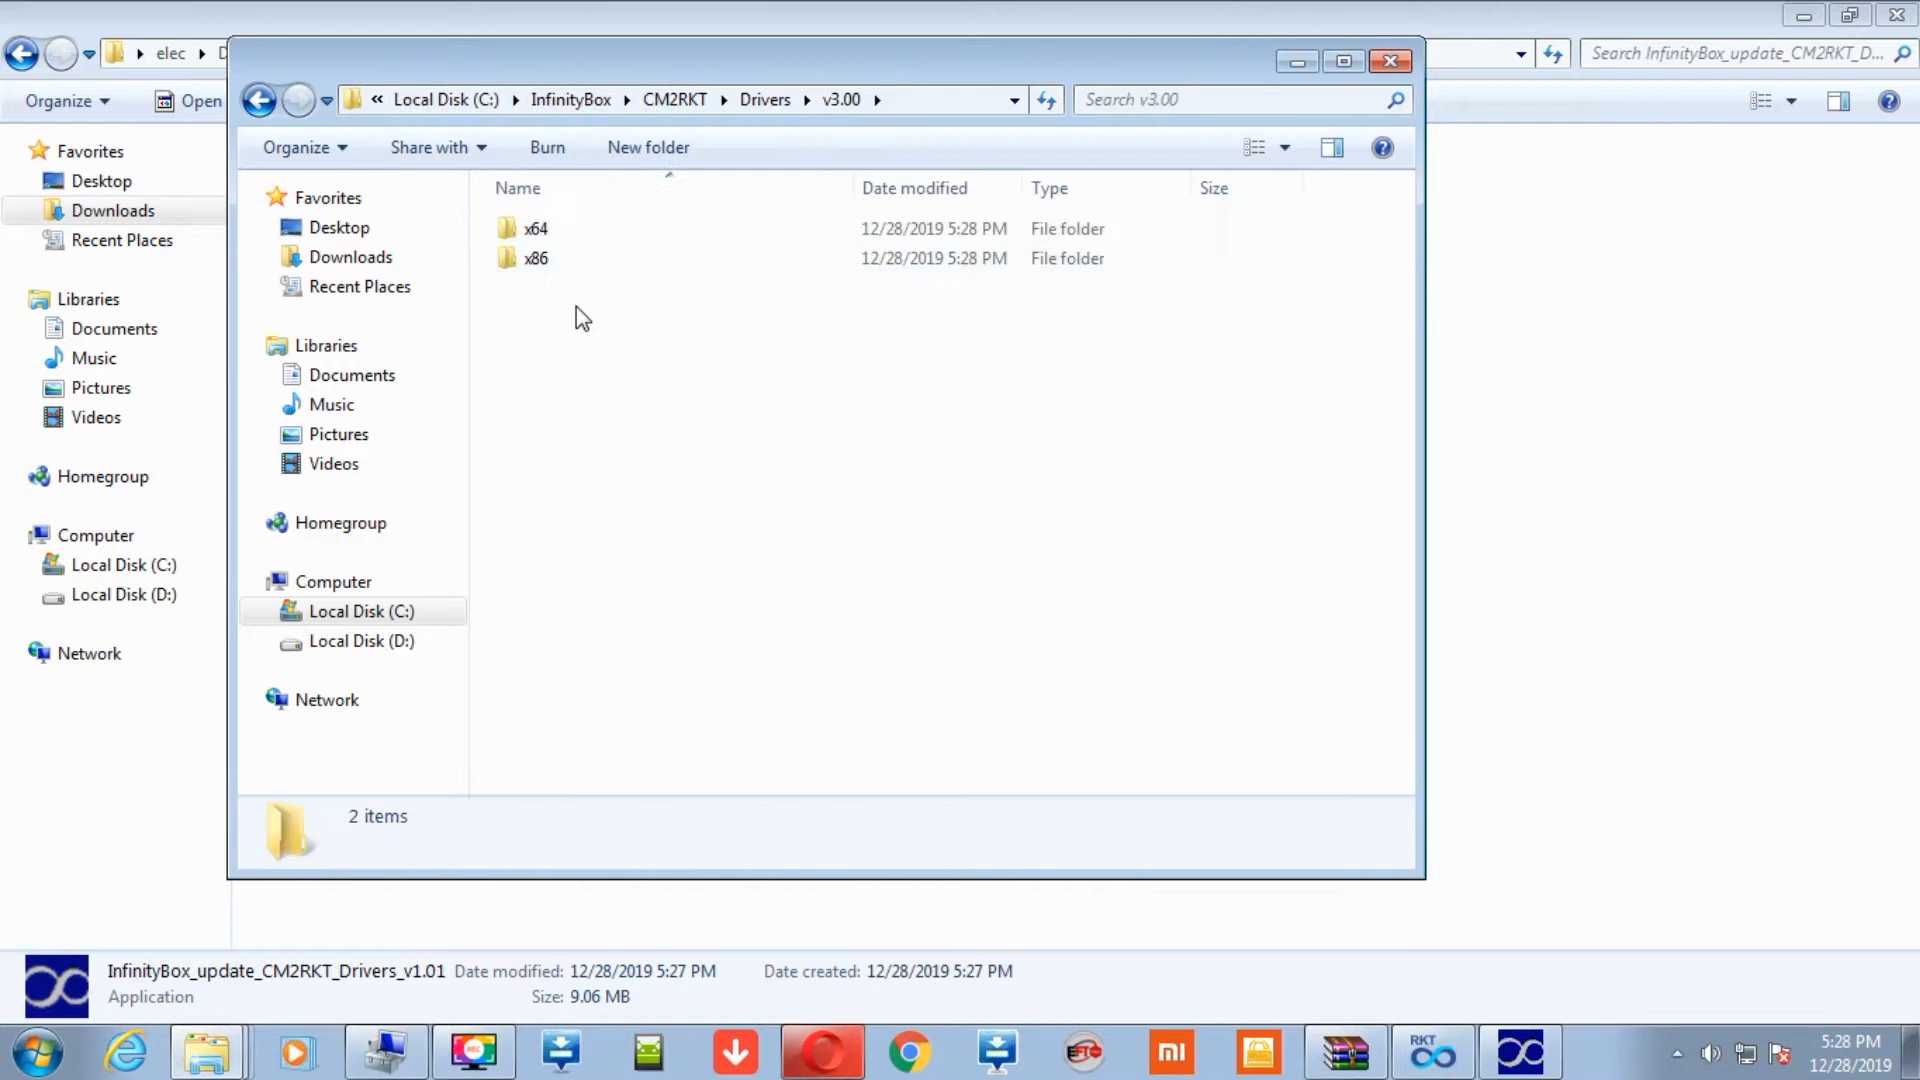 elec
D
Search InfinityBox_update_CM2RKT_D...
Organize
Open
Favorites
Desktop
Downloads
Recent Places
Libraries
Documents
Music
Pictures
Videos
Homegroup
Computer
Local Disk (C:)
Local Disk (D:)
Network
« Local Disk (C:) InfinityBox CM2RKT Drivers v3.00
Search v3.00
Organize Share with Burn New folder
Favorites
Desktop
Downloads
Recent Places
Libraries
Documents
Music
Pictures
Videos
Homegroup
Computer
Local Disk (C:)
Local Disk (D:)
Network
Name Date modified Type Size
x64 12/28/2019 5:28 PM File folder
x86 12/28/2019 5:28 PM File folder
2 items
InfinityBox_update_CM2RKT_Drivers_v1.01 Date modified: 12/28/2019 5:27 PM Date created: 12/28/2019 5:27 PM
Application Size: 9.06 MB
REC
EFT
mi
RKT
5:28 PM
12/28/2019